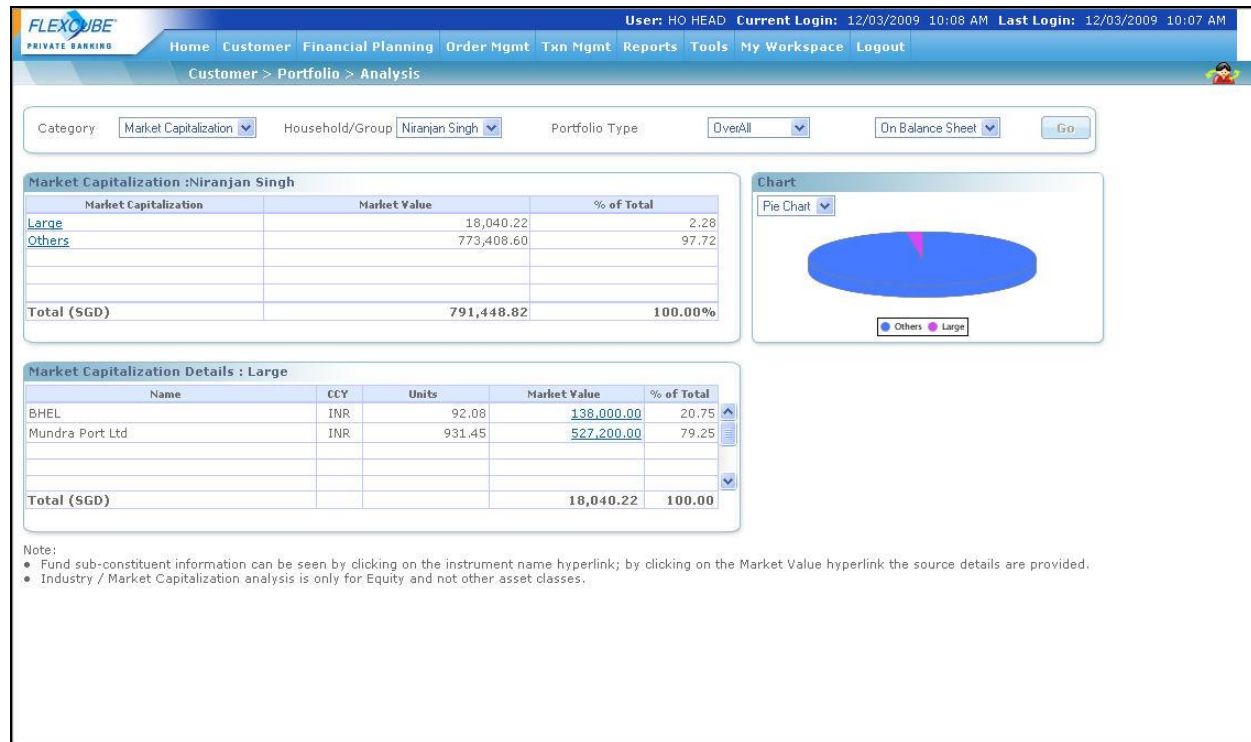 FLEXCUBE
PRIVATE BANKING
User: HO HEAD Current Login: 12/03/2009 10:08 AM Last Login: 12/03/2009 10:07 AM
Home Customer Financial Planning Order Mgmt Txn Mgmt Reports Tools My Workspace Logout
Customer > Portfolio > Analysis
Category Market Capitalization Household/Group Niranjan Singh Portfolio Type OverAll On Balance Sheet Go
Market Capitalization :Niranjan Singh
Market Capitalization Market Value % of Total
Large 18,040.22 2.28
Others 773,408.60 97.72
Total (SGD) 791,448.82 100.00%
Chart
Pie Chart
Others Large
Market Capitalization Details : Large
Name CCY Units Market Value % of Total
BHEL INR 92.08 138,000.00 20.75
Mundra Port Ltd INR 931.45 527,200.00 79.25
Total (SGD) 18,040.22 100.00
Note:
• Fund sub-constituent information can be seen by clicking on the instrument name hyperlink; by clicking on the Market Value hyperlink the source details are provided.
• Industry / Market Capitalization analysis is only for Equity and not other asset classes.